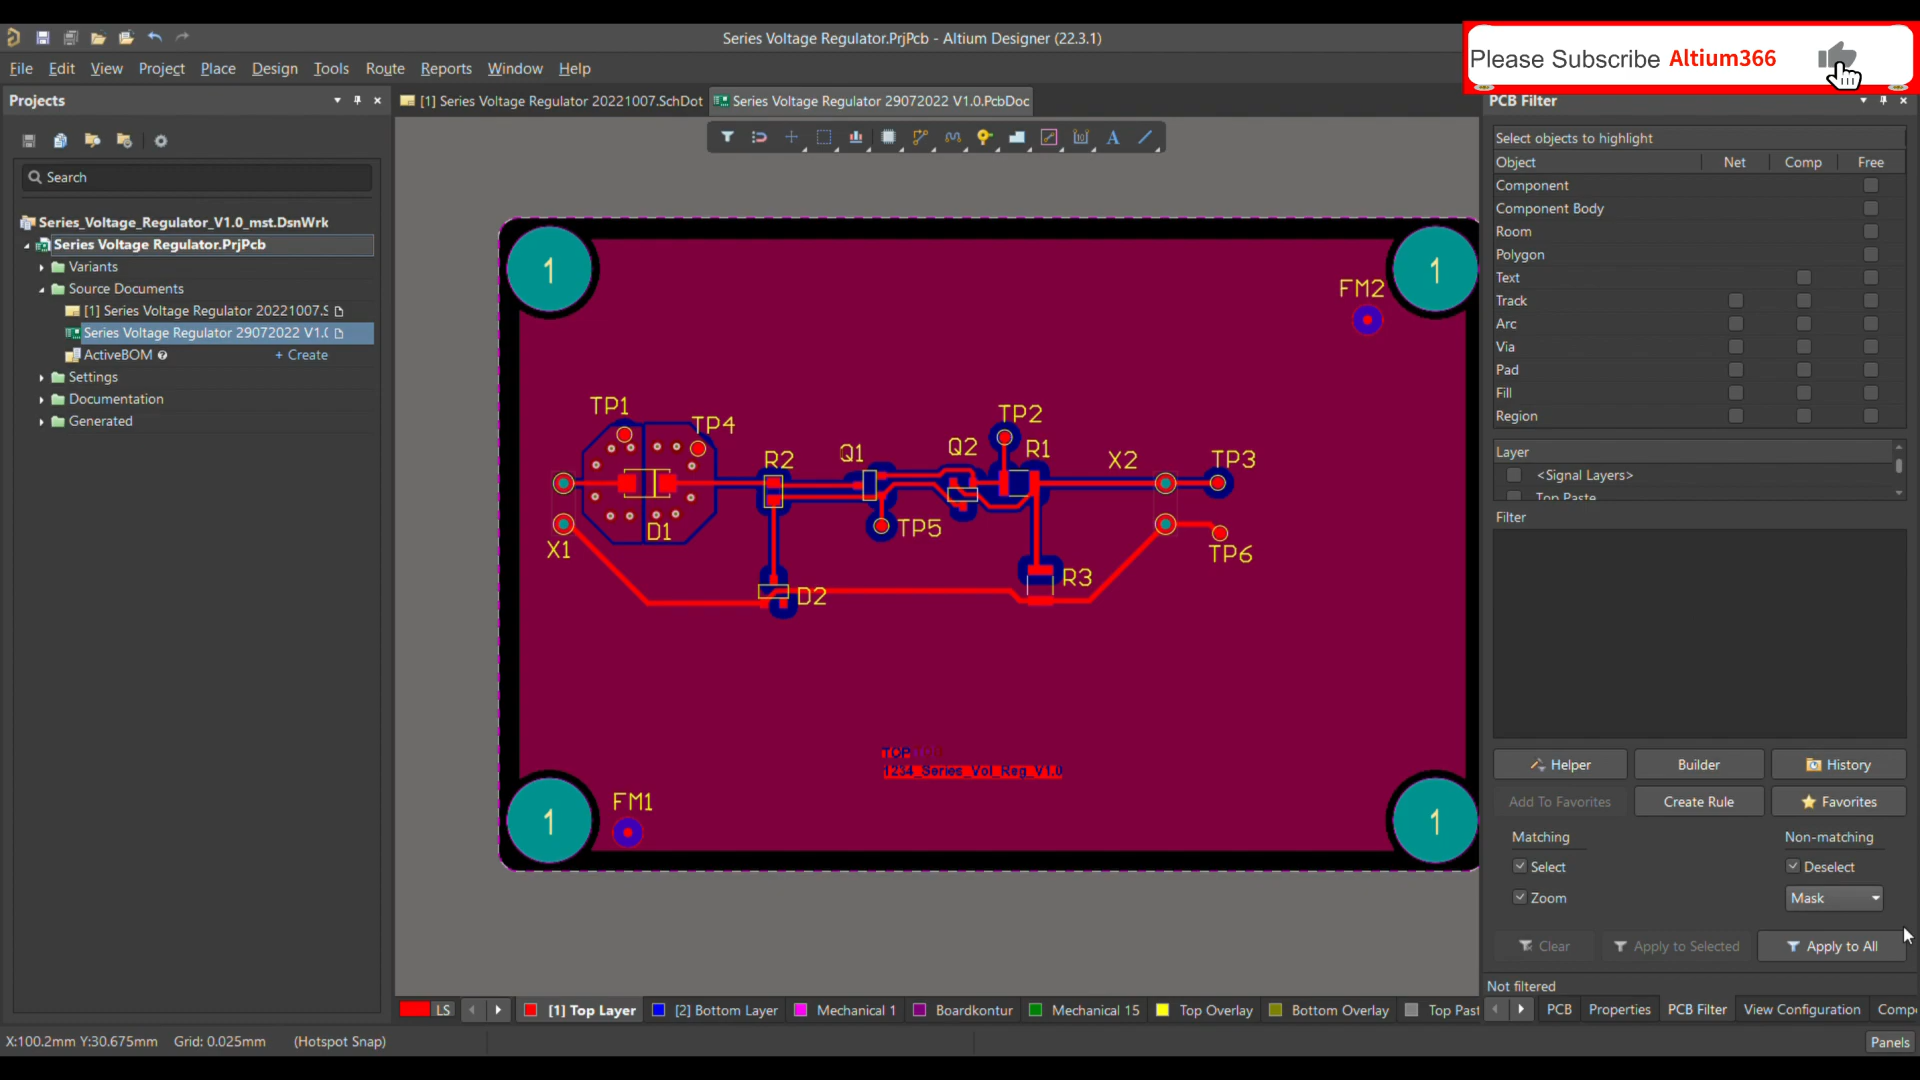 Series Voltage Regulator.PrjPcb - Altium Designer (22.3.1)
Please Subscribe Altium366
File Edit View Project Place Design Tools Route Reports Window Help
Projects
[1] Series Voltage Regulator 20221007.SchDot
Series Voltage Regulator 29072022 V1.0.PcbDoc
PCB Filter
Search
Series_Voltage_Regulator_V1.0_mst.DsnWrk
Series Voltage Regulator.PrjPcb
Variants
Source Documents
[1] Series Voltage Regulator 20221007.S
Series Voltage Regulator 29072022 V1.(
ActiveBOM + Create
Settings
Documentation
Generated
A
1
1
FM2
TP1
TP4
R2
Q1
Q2
TP2
R1
X2
TP3
X1
D1
TP5
TP6
D2
R3
TOP
1234_Series_Vol_Reg_V1.0
1
FM1
1
Select objects to highlight
Object Net Comp Free
Component
Component Body
Room
Polygon
Text
Track
Arc
Via
Pad
Fill
Region
Layer
<Signal Layers>
Top Paste
Filter
Helper Builder History
Add To Favorites Create Rule Favorites
Matching Non-matching
Select Deselect
Zoom Mask
Clear Apply to Selected Apply to All
Not filtered
LS [1] Top Layer [2] Bottom Layer Mechanical 1 Boardkontur Mechanical 15 Top Overlay Bottom Overlay Top Past
PCB Properties PCB Filter View Configuration Compo
X:100.2mm Y:30.675mm Grid: 0.025mm (Hotspot Snap)
Panels